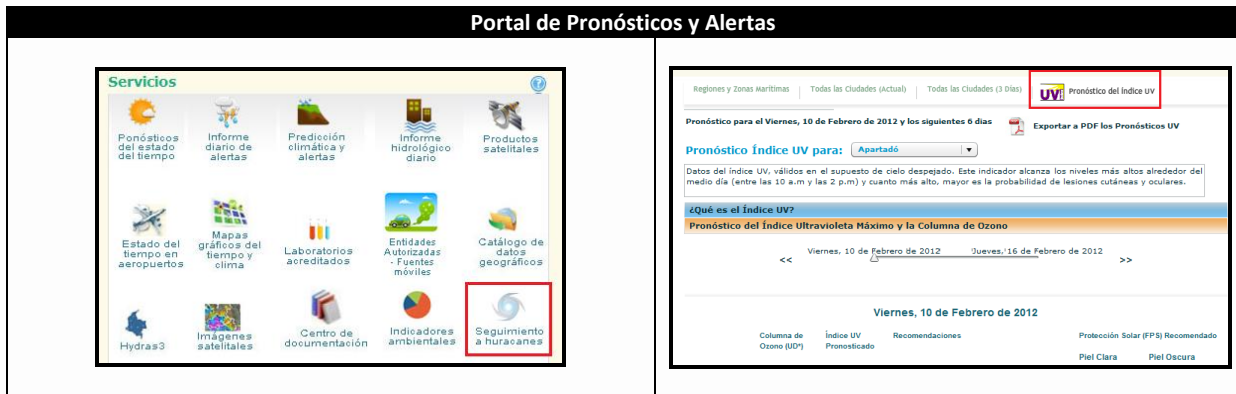 Portal de Pronósticos y Alertas
Servicios
Ponósticos del estado del tiempo
Informe diario de alertas
Predicción climática y alertas
Informe hidrológico diario
Productos satelitales
Estado del tiempo en aeropuertos
Mapas gráficos del tiempo y clima
Laboratorios acreditados
Entidades Autorizadas - Fuentes móviles
Catálogo de datos geográficos
Hydras3
Imágenes satelitales
Centro de documentación
Indicadores ambientales
Seguimiento a huracanes
Regiones y Zonas Marítimas | Todas las Ciudades (Actual) | Todas las Ciudades (3 Días) UV Pronóstico del Índice UV
Pronóstico para el Viernes, 10 de Febrero de 2012 y los siguientes 6 dias Exportar a PDF los Pronósticos UV
Pronóstico Índice UV para: Apartadó
Datos del índice UV, válidos en el supuesto de cielo despejado. Este indicador alcanza los niveles más altos alrededor del
medio día (entre las 10 a.m y las 2 p.m) y cuanto más alto, mayor es la probabilidad de lesiones cutáneas y oculares.
¿Qué es el Índice UV?
Pronóstico del Índice Ultravioleta Máximo y la Columna de Ozono
Viernes, 10 de Febrero de 2012 Jueves, 16 de Febrero de 2012
<< >>
Viernes, 10 de Febrero de 2012
Columna de Ozono (UD*)
Índice UV Pronosticado
Recomendaciones
Protección Solar (FPS) Recomendado
Piel Clara Piel Oscura